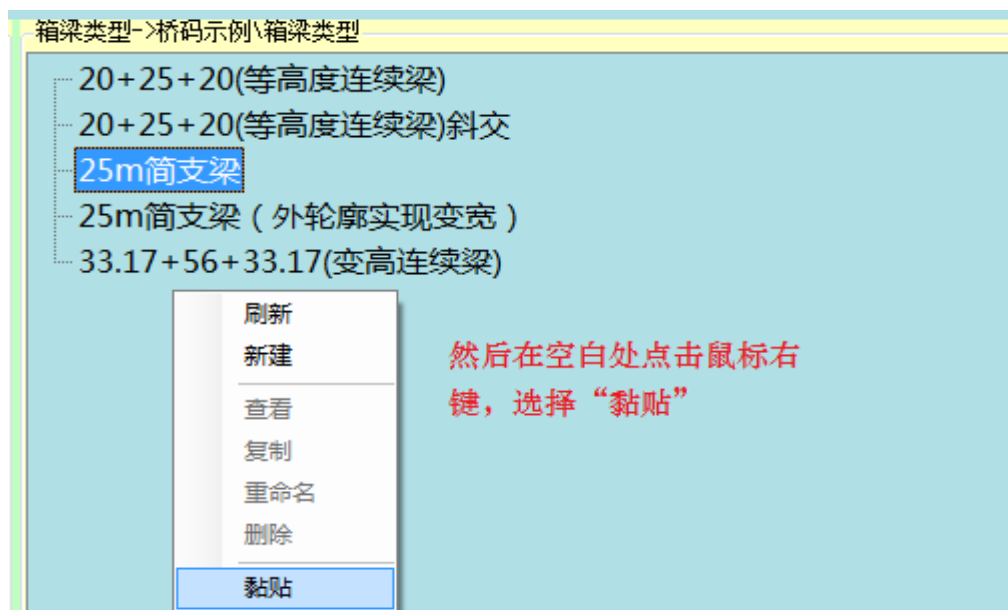 箱梁类型->桥码示例\箱梁类型
20+25+20(等高度连续梁)
20+25+20(等高度连续梁)斜交
25m简支梁
25m简支梁（外轮廓实现变宽）
33.17+56+33.17(变高连续梁)
刷新
新建
查看
复制
重命名
删除
黏贴
然后在空白处点击鼠标右
键，选择“黏贴”